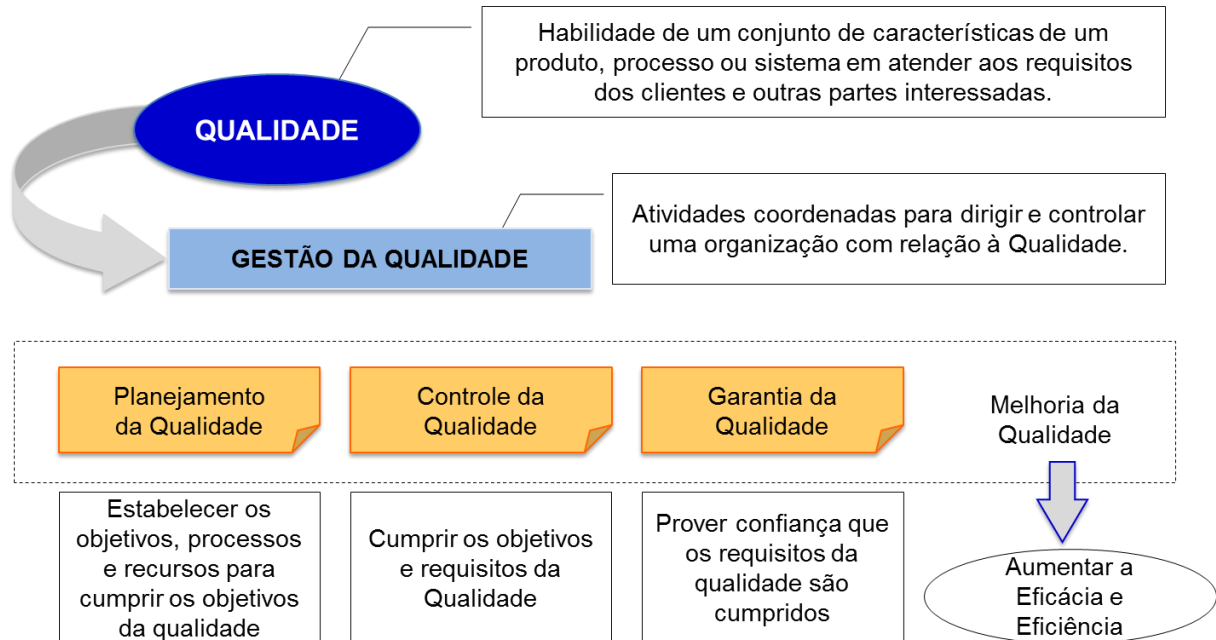 Habilidade de um conjunto de características de um
produto, processo ou sistema em atender aos requisitos
dos clientes e outras partes interessadas.
QUALIDADE
Atividades coordenadas para dirigir e controlar
uma organização com relação à Qualidade.
GESTÃO DA QUALIDADE
Planejamento
da Qualidade
Controle da
Qualidade
Garantia da
Qualidade
Melhoria da
Qualidade
Estabelecer os
objetivos, processos
e recursos para
cumprir os objetivos
da qualidade
Cumprir os objetivos
e requisitos da
Qualidade
Prover confiança que
os requisitos da
qualidade são
cumpridos
Aumentar a
Eficácia e
Eficiência